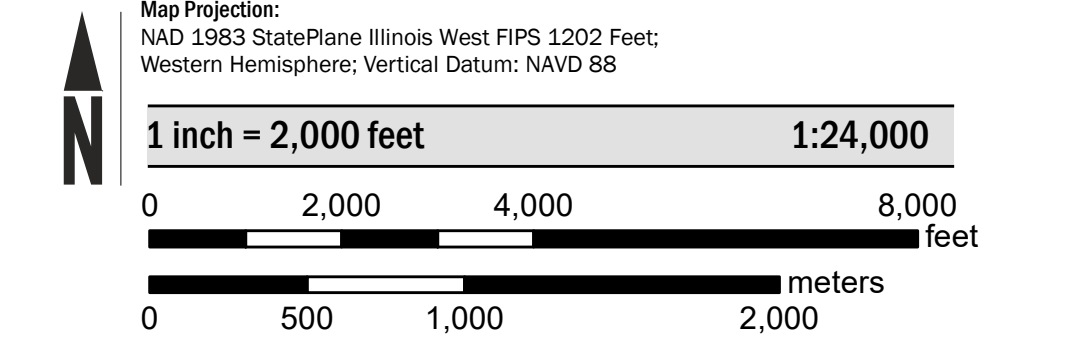 Map Projection:
NAD 1983 StatePlane Illinois West FIPS 1202 Feet;
Western Hemisphere; Vertical Datum: NAVD 88
N
1 inch = 2,000 feet 1:24,000
0 2,000 4,000 8,000
feet
meters
0 500 1,000 2,000